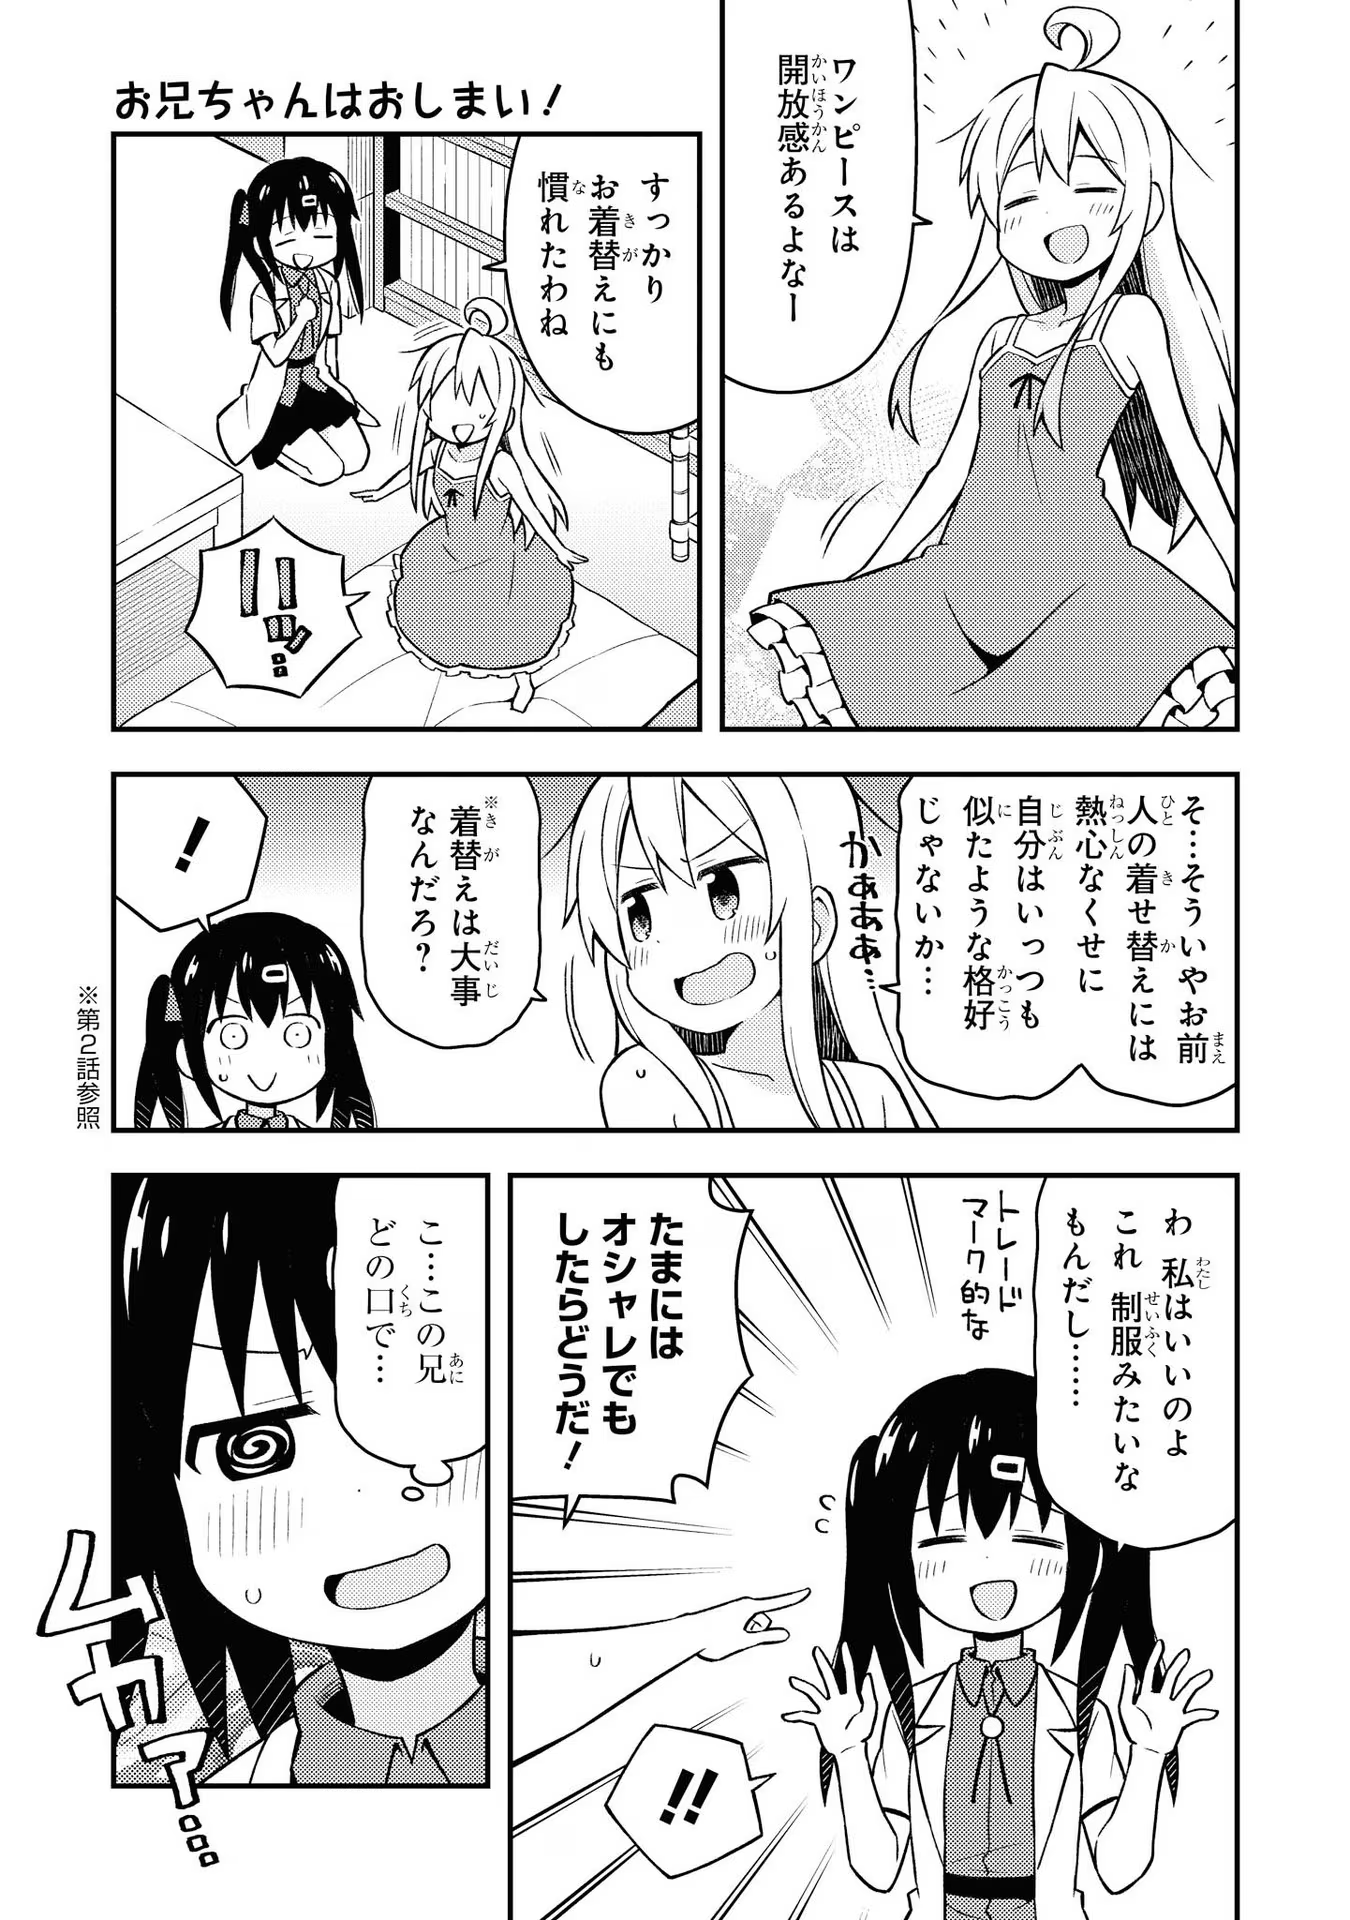 お兄ちゃんはおしまい！
ワンピースは
開放感あるよなー
すっかり
お着替えにも
慣れたわね
！！ッ…
そ…そういやお前
人の着せ替えには
熱心なくせに
自分はいっつも
似たような格好
じゃないか…
かぁぁぁ…
※着替えは大事
なんだろ？
！
※第2話参照
わ 私はいいのよ
これ 制服みたいな
もんだし……
トレード
マーク的な
たまには
オシャレでも
したらどうだ！
！！
こ…この兄
どの口で…
ムカァ…